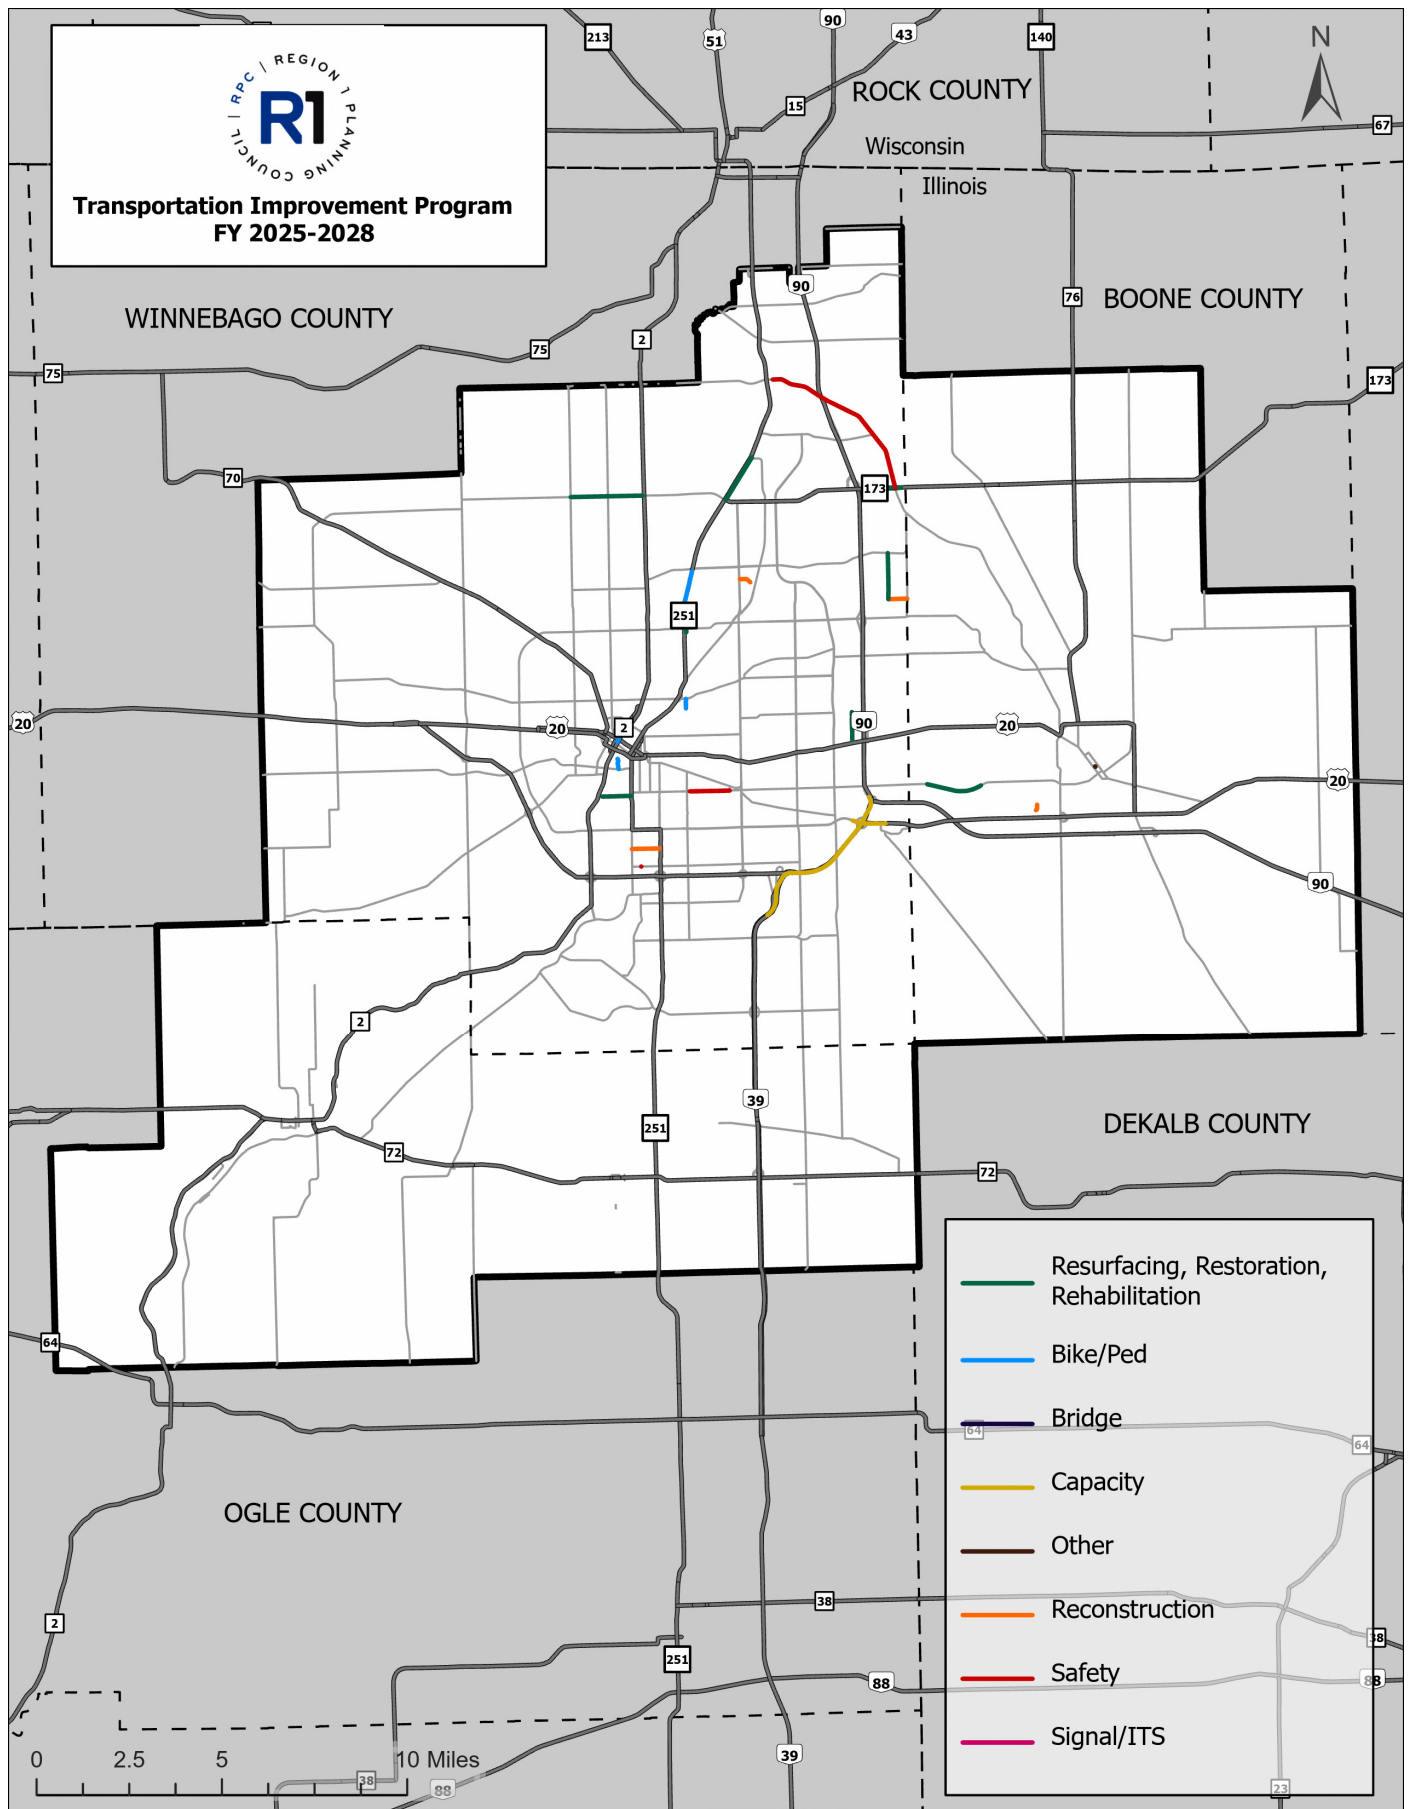 213
51
90
43
140
N
ROCK COUNTY
15
67
Wisconsin
Illinois
RPC | REGION 1 PLANNING COUNCIL |
R1
Transportation Improvement Program
FY 2025-2028
90
76
BOONE COUNTY
WINNEBAGO COUNTY
2
75
75
173
70
173
251
20
20
2
90
20
20
90
2
39
251
DEKALB COUNTY
72
72
64
Resurfacing, Restoration,
Rehabilitation
Bike/Ped
Bridge
64
64
Capacity
OGLE COUNTY
Other
38
Reconstruction
2
38
251
Safety
88
88
Signal/ITS
39
0 2.5 5 10 Miles
38
88
23